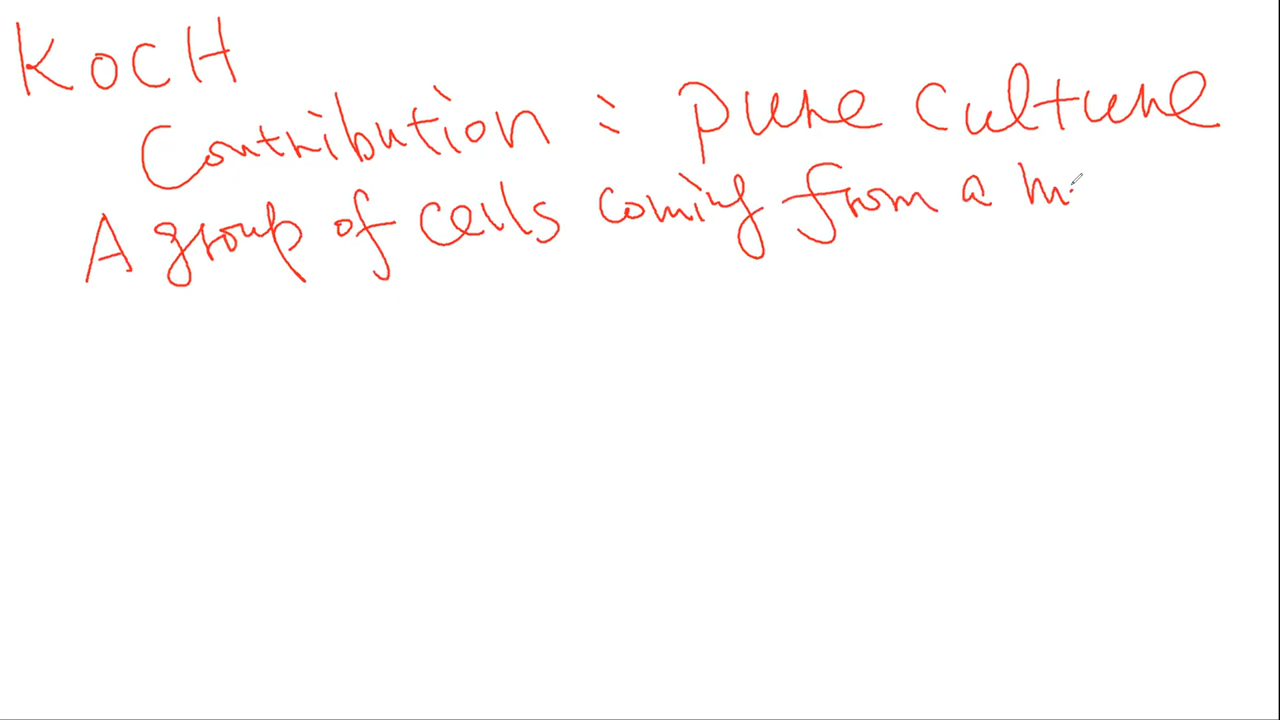 KOCH
Contribution : pure culture
A group of cells coming from a